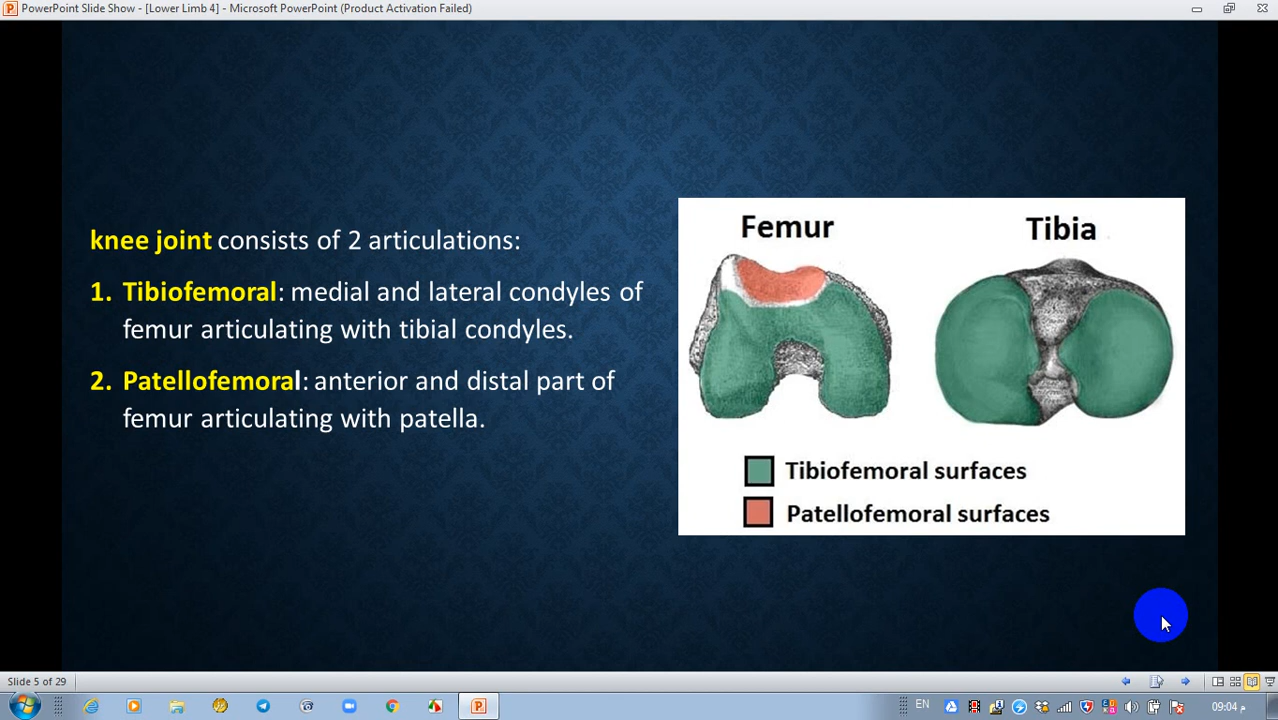 PowerPoint Slide Show - [Lower Limb 4] - Microsoft PowerPoint (Product Activation Failed)
knee joint consists of 2 articulations:
1. Tibiofemoral: medial and lateral condyles of
femur articulating with tibial condyles.
2. Patellofemoral: anterior and distal part of
femur articulating with patella.
Femur
Tibia
Tibiofemoral surfaces
Patellofemoral surfaces
Slide 5 of 29
EN
09:04 م